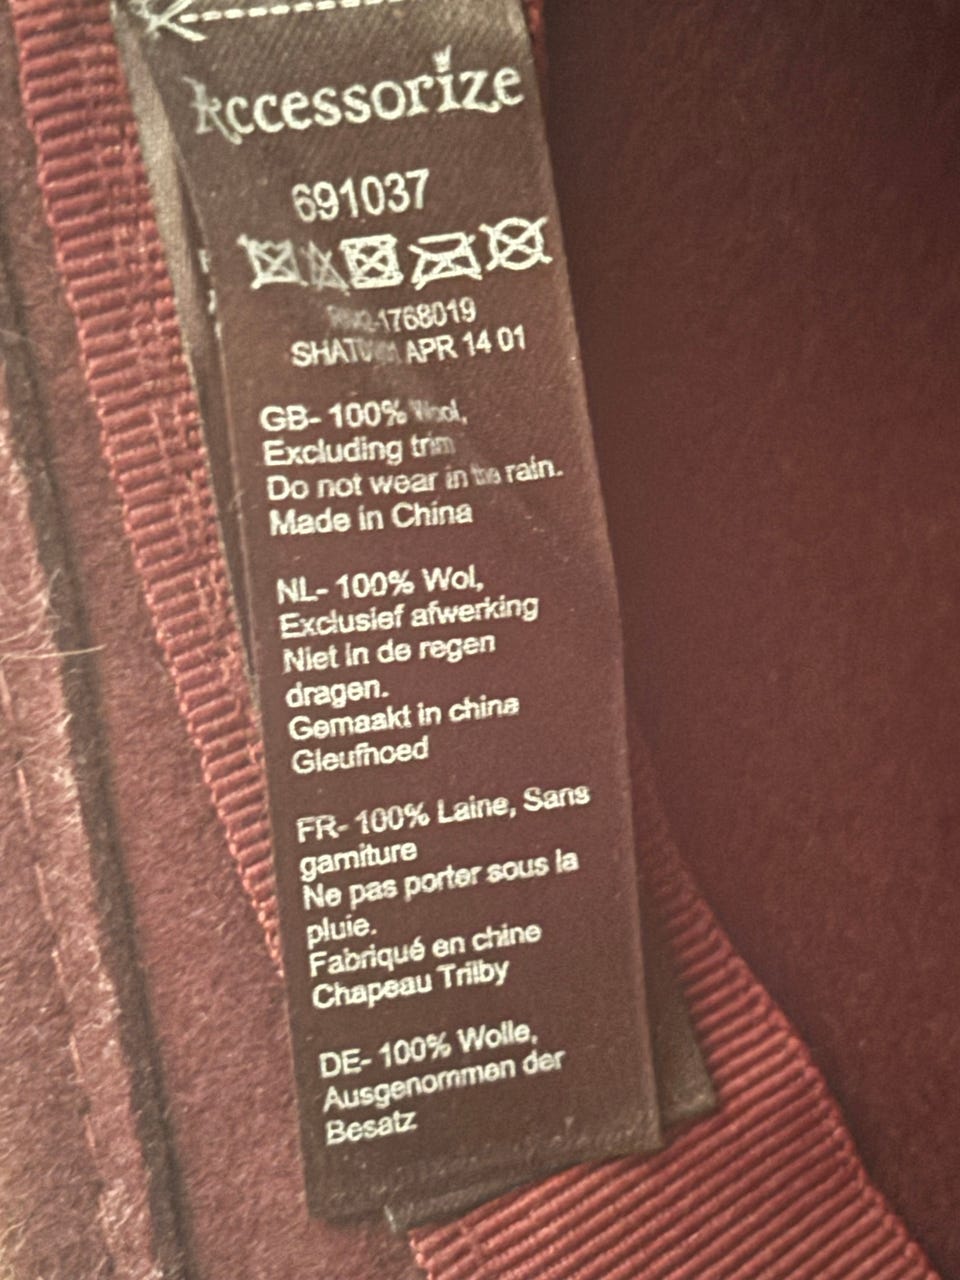 Accessorize
691037
-1768019
APR 14 01
GB- 100% Wool,
Excluding trim
Do not wear in the rain.
Made in China
NL- 100% Wol,
Exclusief afwerking
Niet in de regen
dragen.
Gemaakt in china
Gleufhoed
FR- 100% Laine, Sans
garniture
Ne pas porter sous la
pluie.
Fabriqué en chine
Chapeau Trilby
DE- 100% Wolle,
Ausgenommen der
Besatz